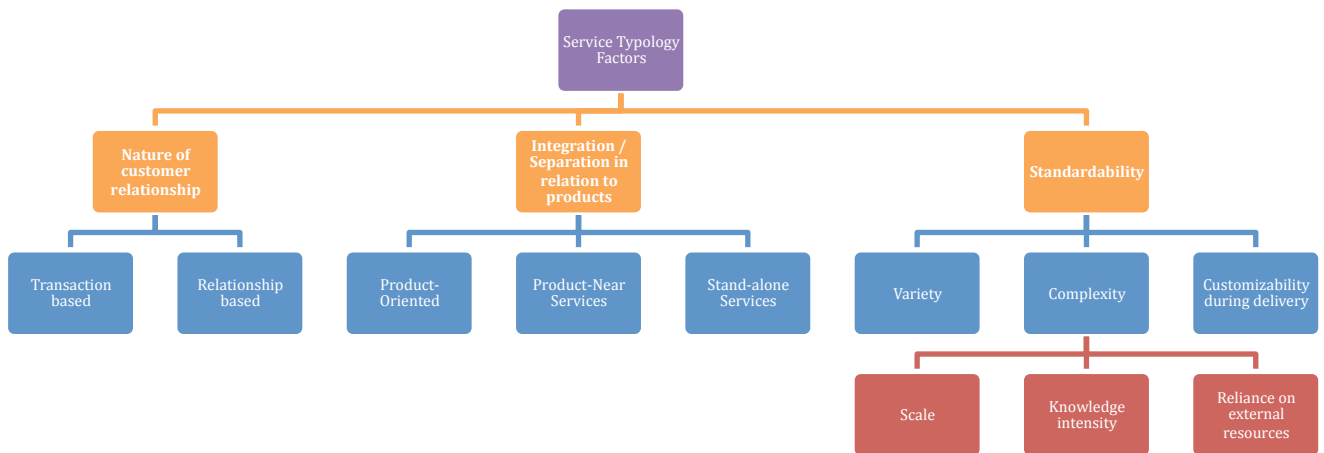 Service Typology
Factors
Nature of
customer
relationship
Integration /
Separation in
relation to
products
Standardability
Transaction
based
Relationship
based
Product-
Oriented
Product-Near
Services
Stand-alone
Services
Variety
Complexity
Customizability
during delivery
Scale
Knowledge
intensity
Reliance on
external
resources